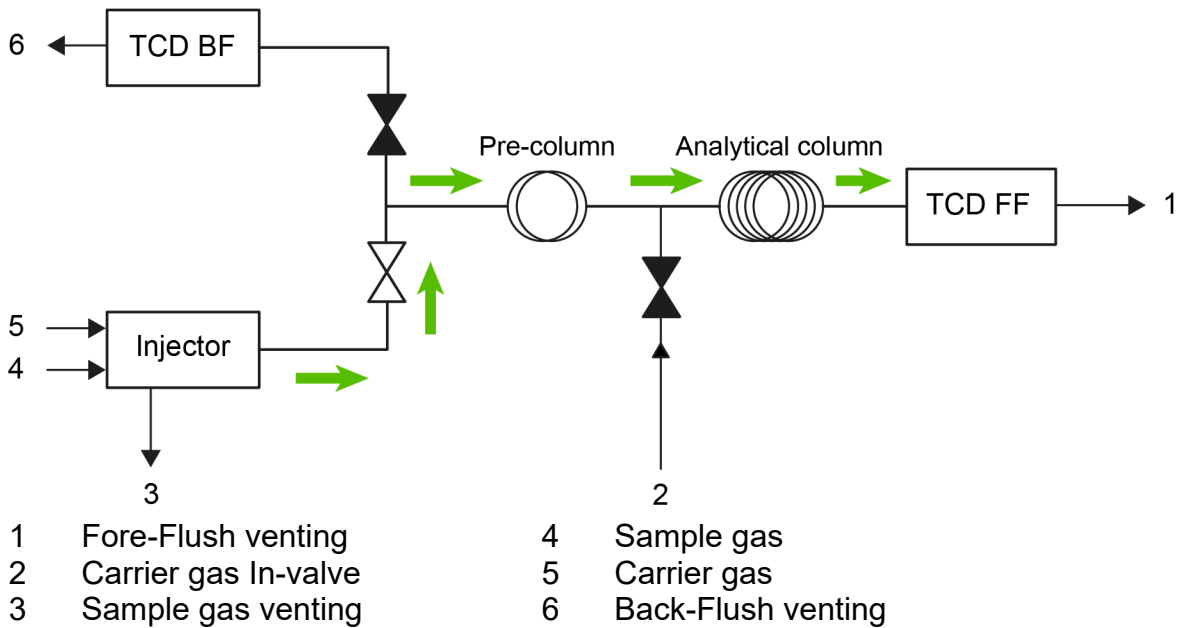 6
TCD BF
Pre-column
Analytical column
TCD FF
1
5
Injector
4
3
2
1 Fore-Flush venting
2 Carrier gas In-valve
3 Sample gas venting
4 Sample gas
5 Carrier gas
6 Back-Flush venting